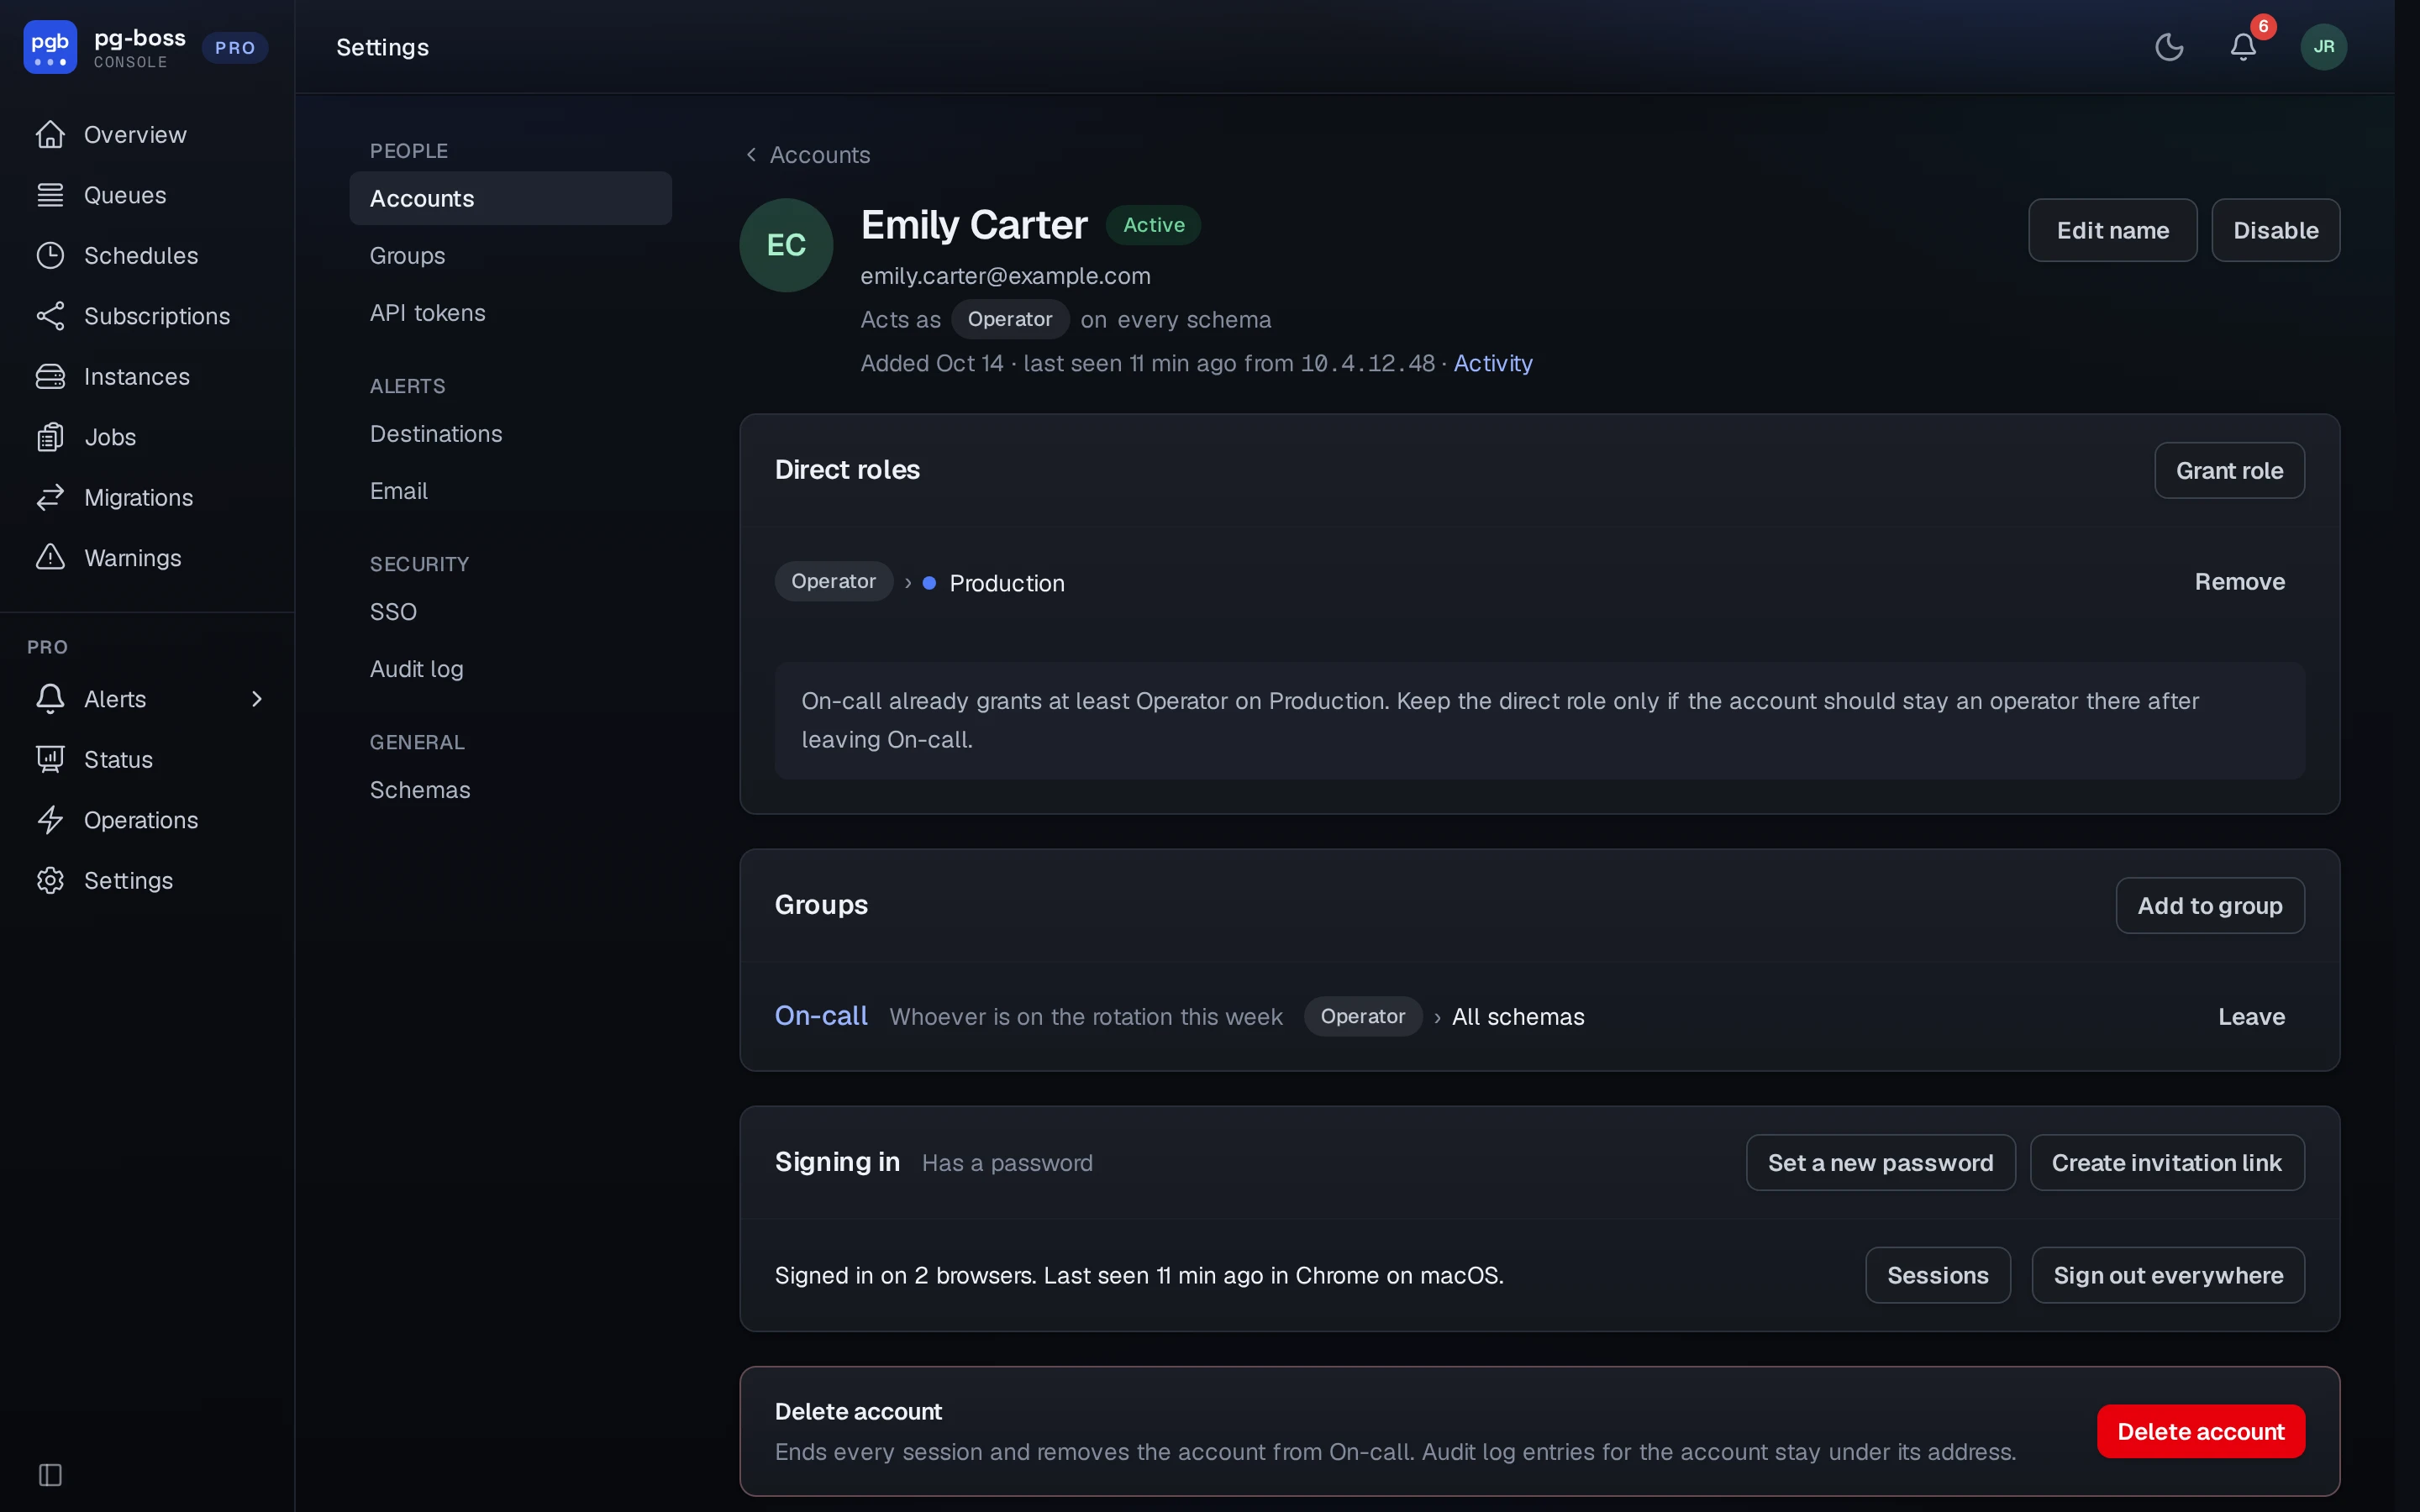 pgb
pg-boss
CONSOLE
PRO
Settings
6
JR
Overview
Queues
Schedules
Subscriptions
Instances
Jobs
Migrations
Warnings
PRO
Alerts
Status
Operations
Settings
PEOPLE
Accounts
Groups
API tokens
ALERTS
Destinations
Email
SECURITY
SSO
Audit log
GENERAL
Schemas
‹ Accounts
EC
Emily Carter Active
Edit name Disable
emily.carter@example.com
Acts as Operator on every schema
Added Oct 14 · last seen 11 min ago from 10.4.12.48 · Activity
Direct roles Grant role
Operator › Production Remove
On-call already grants at least Operator on Production. Keep the direct role only if the account should stay an operator there after
leaving On-call.
Groups Add to group
On-call Whoever is on the rotation this week Operator › All schemas Leave
Signing in Has a password Set a new password Create invitation link
Signed in on 2 browsers. Last seen 11 min ago in Chrome on macOS. Sessions Sign out everywhere
Delete account
Ends every session and removes the account from On-call. Audit log entries for the account stay under its address.
Delete account